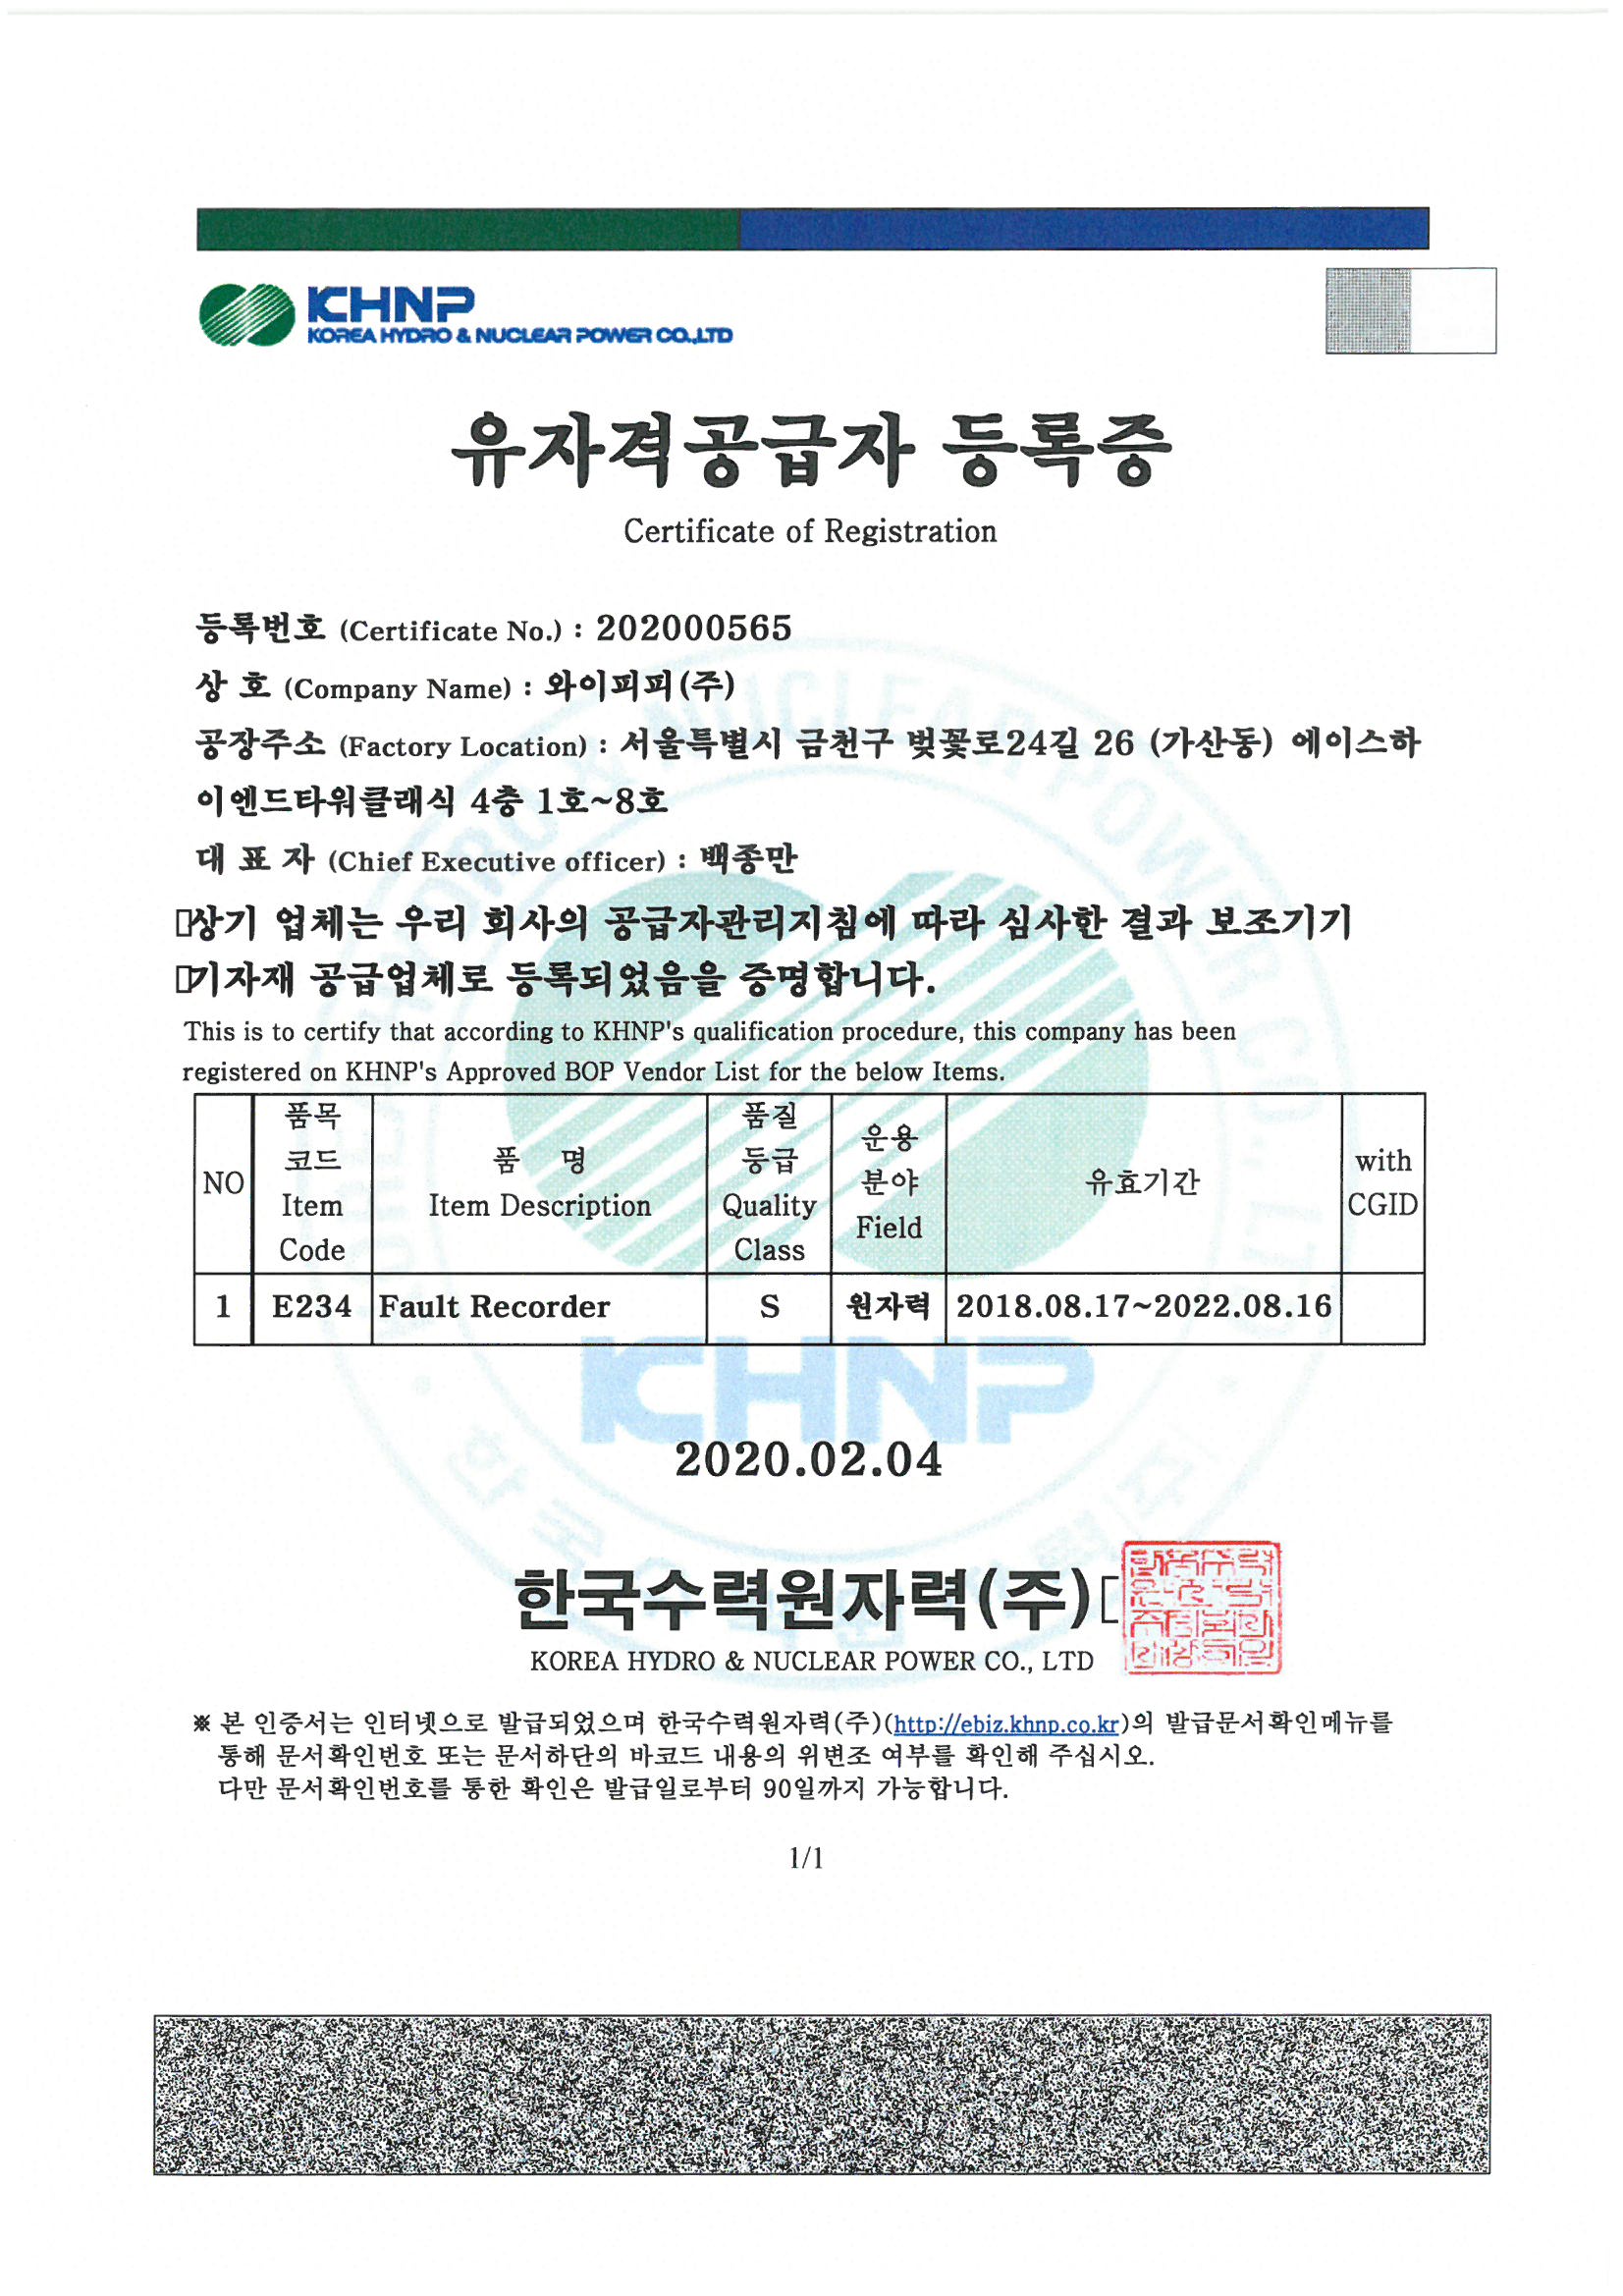 KHNP
KOREA HYDRO & NUCLEAR POWER CO.,LTD
유자격공급자 등록증
Certificate of Registration
등록번호 (Certificate No.) : 202000565
상 호 (Company Name) : 와이피피(주)
공장주소 (Factory Location) : 서울특별시 금천구 벚꽃로24길 26 (가산동) 에이스하
이엔드타워클래식 4층 1호~8호
대 표 자 (Chief Executive officer) : 백종만
상기 업체는 우리 회사의 공급자관리지침에 따라 심사한 결과 보조기기
기자재 공급업체로 등록되었음을 증명합니다.
This is to certify that according to KHNP's qualification procedure, this company has been
registered on KHNP's Approved BOP Vendor List for the below Items.
NO 품목 코드 Item Code 품 명 Item Description 품질 등급 Quality Class 운용 분야 Field 유효기간 with CGID
1 E234 Fault Recorder S 원자력 2018.08.17~2022.08.16
KHNP
2020.02.04
한국수력원자력(주)
KOREA HYDRO & NUCLEAR POWER CO., LTD
※ 본 인증서는 인터넷으로 발급되었으며 한국수력원자력(주)(http://ebiz.khnp.co.kr)의 발급문서확인메뉴를
통해 문서확인번호 또는 문서하단의 바코드 내용의 위변조 여부를 확인해 주십시오.
다만 문서확인번호를 통한 확인은 발급일로부터 90일까지 가능합니다.
1/1